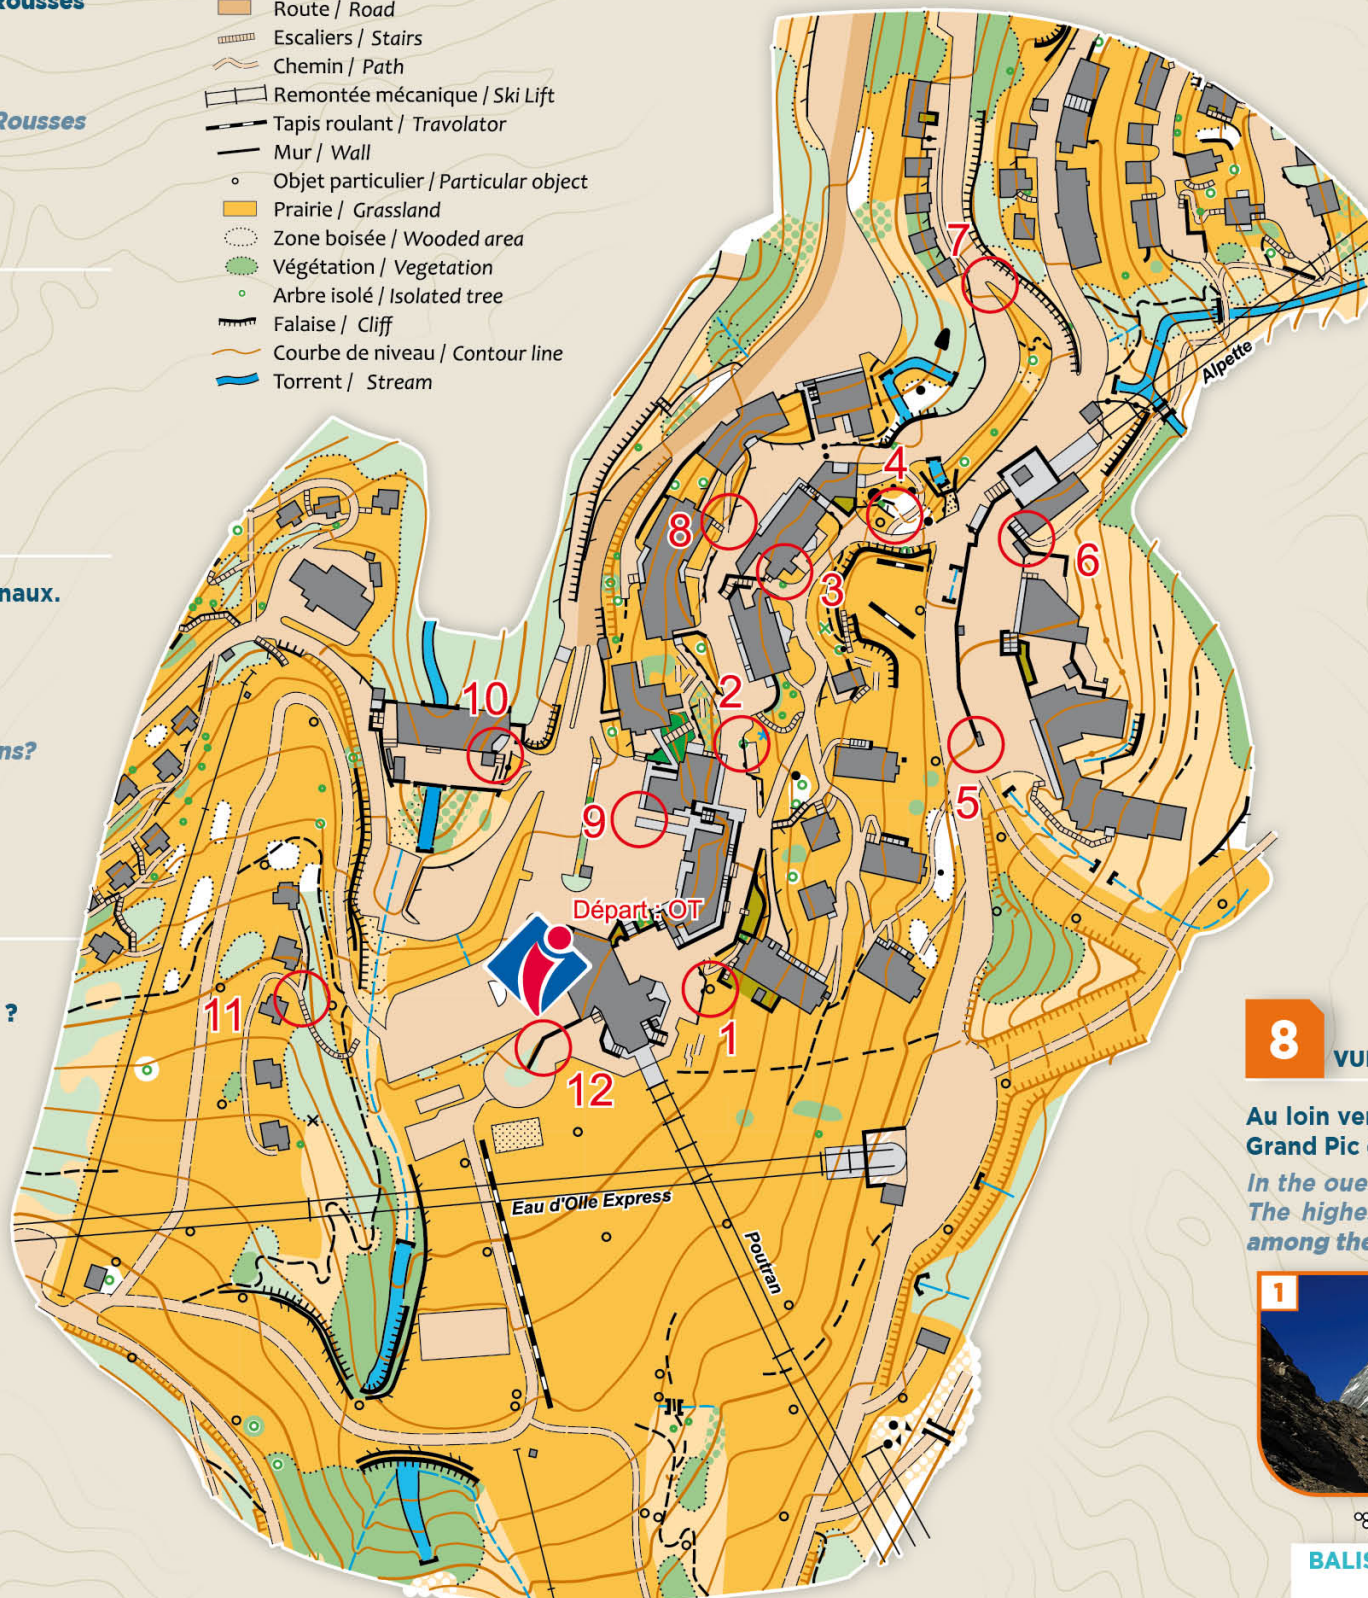 Rousses
Rousses
naux.
ns?
?
Route / Road
Escaliers / Stairs
Chemin / Path
Remontée mécanique / Ski Lift
Tapis roulant / Travolator
Mur / Wall
Objet particulier / Particular object
Prairie / Grassland
Zone boisée / Wooded area
Végétation / Vegetation
Arbre isolé / Isolated tree
Falaise / Cliff
Courbe de niveau / Contour line
Torrent / Stream
7
Alpette
4
8
6
3
10
2
9
5
Départ : OT
11
1
12
Eau d'Olle Express
Poutran
8
VUE
Au loin ver
Grand Pic
In the oue
The highe
among the
1
BALIS